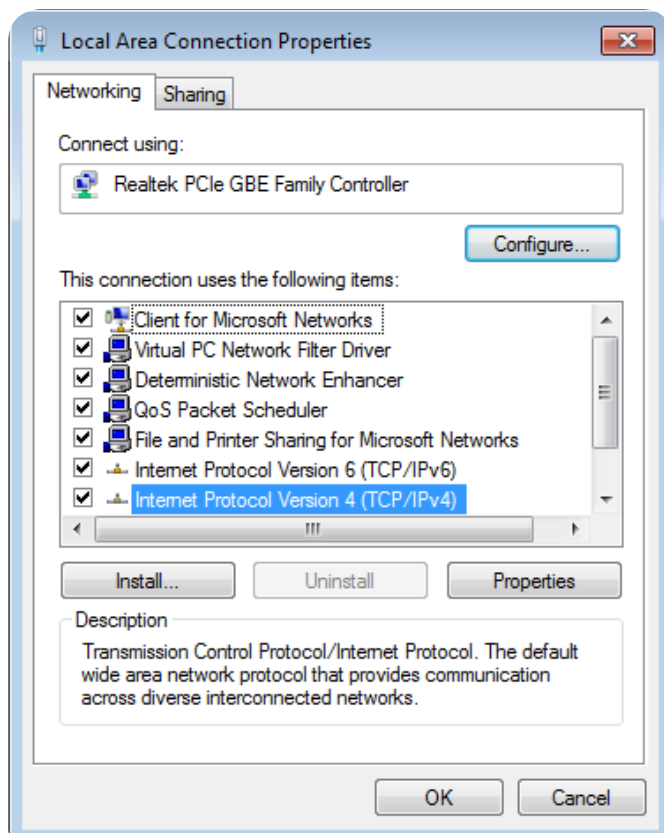 Local Area Connection Properties
Networking
Sharing
Connect using:
Realtek PCIe GBE Family Controller
Configure...
This connection uses the following items:
Client for Microsoft Networks
Virtual PC Network Filter Driver
Deterministic Network Enhancer
QoS Packet Scheduler
File and Printer Sharing for Microsoft Networks
Internet Protocol Version 6 (TCP/IPv6)
Internet Protocol Version 4 (TCP/IPv4)
Install...
Uninstall
Properties
Description
Transmission Control Protocol/Internet Protocol. The default
wide area network protocol that provides communication
across diverse interconnected networks.
OK
Cancel